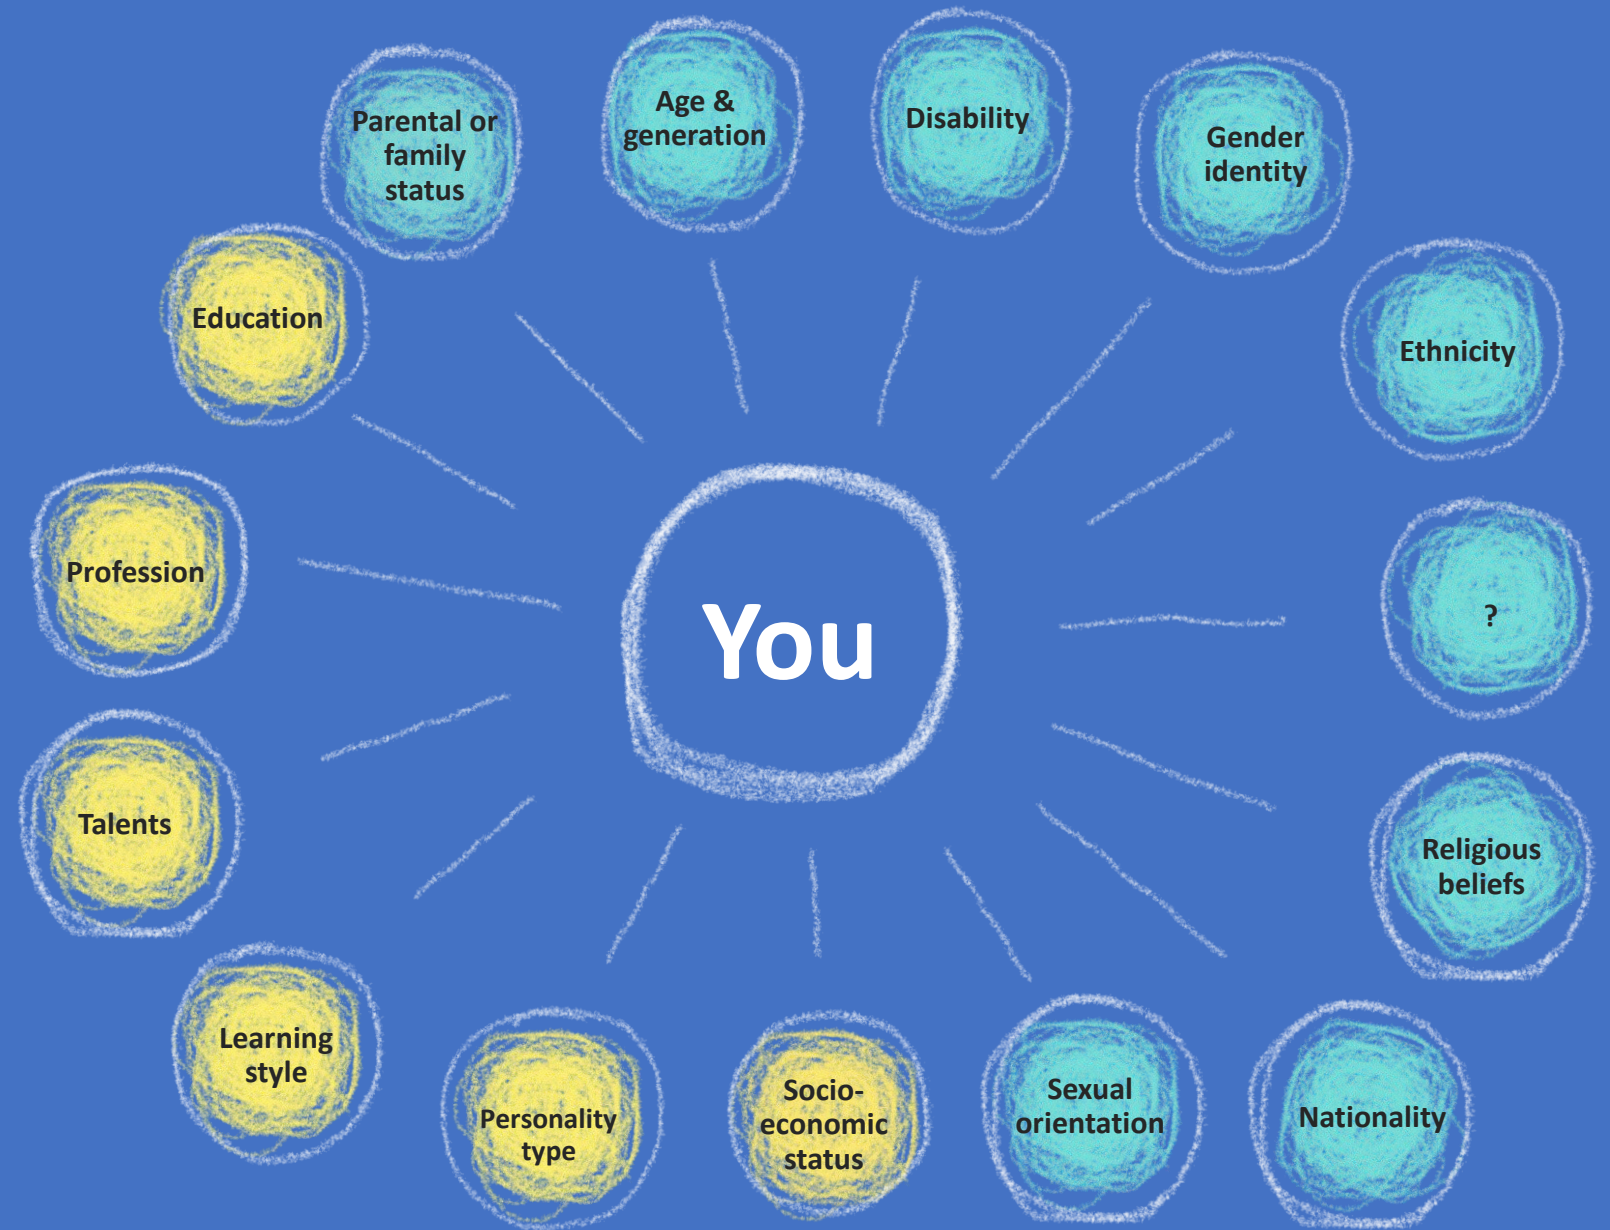 Parental or
family
status
Age &
generation
Disability
Gender
identity
Education
Ethnicity
Profession
You
?
Talents
Religious
beliefs
Learning
style
Personality
type
Socio-
economic
status
Sexual
orientation
Nationality